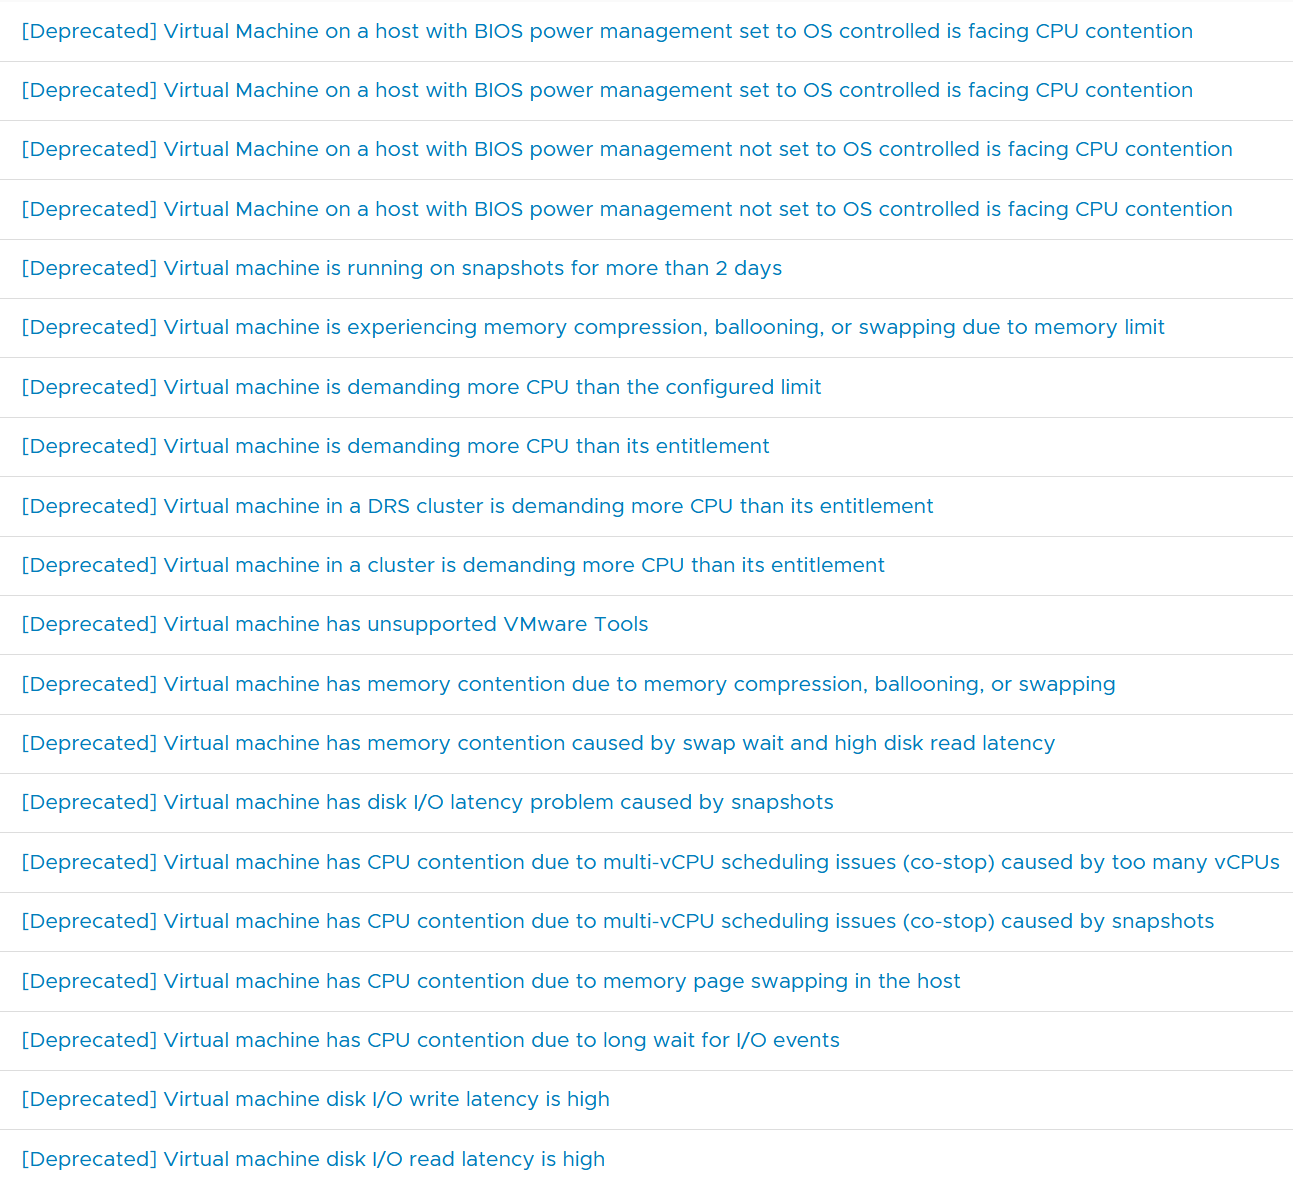 [Deprecated] Virtual Machine on a host with BIOS power management set to OS controlled is facing CPU contention
[Deprecated] Virtual Machine on a host with BIOS power management set to OS controlled is facing CPU contention
[Deprecated] Virtual Machine on a host with BIOS power management not set to OS controlled is facing CPU contention
[Deprecated] Virtual Machine on a host with BIOS power management not set to OS controlled is facing CPU contention
[Deprecated] Virtual machine is running on snapshots for more than 2 days
[Deprecated] Virtual machine is experiencing memory compression, ballooning, or swapping due to memory limit
[Deprecated] Virtual machine is demanding more CPU than the configured limit
[Deprecated] Virtual machine is demanding more CPU than its entitlement
[Deprecated] Virtual machine in a DRS cluster is demanding more CPU than its entitlement
[Deprecated] Virtual machine in a cluster is demanding more CPU than its entitlement
[Deprecated] Virtual machine has unsupported VMware Tools
[Deprecated] Virtual machine has memory contention due to memory compression, ballooning, or swapping
[Deprecated] Virtual machine has memory contention caused by swap wait and high disk read latency
[Deprecated] Virtual machine has disk I/O latency problem caused by snapshots
[Deprecated] Virtual machine has CPU contention due to multi-vCPU scheduling issues (co-stop) caused by too many vCPUs
[Deprecated] Virtual machine has CPU contention due to multi-vCPU scheduling issues (co-stop) caused by snapshots
[Deprecated] Virtual machine has CPU contention due to memory page swapping in the host
[Deprecated] Virtual machine has CPU contention due to long wait for I/O events
[Deprecated] Virtual machine disk I/O write latency is high
[Deprecated] Virtual machine disk I/O read latency is high